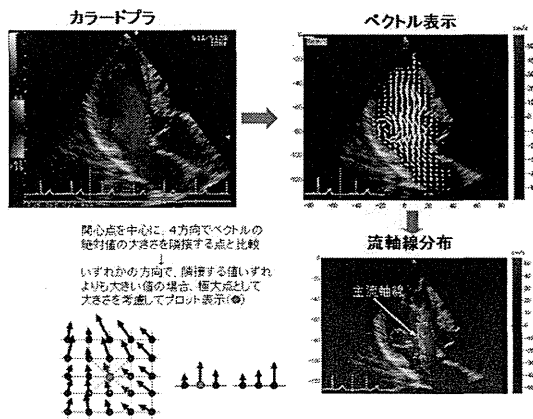 カラードプラ
ベクトル表示
関心点を中心に、4方向でベクトルの
絶対値の大きさを隣接する点と比較
↓
いずれかの方向で、隣接する値いずれ
よりも大きい値の場合、極大点として
大きさを考慮してプロット表示(●)
流軸線分布
主流軸線